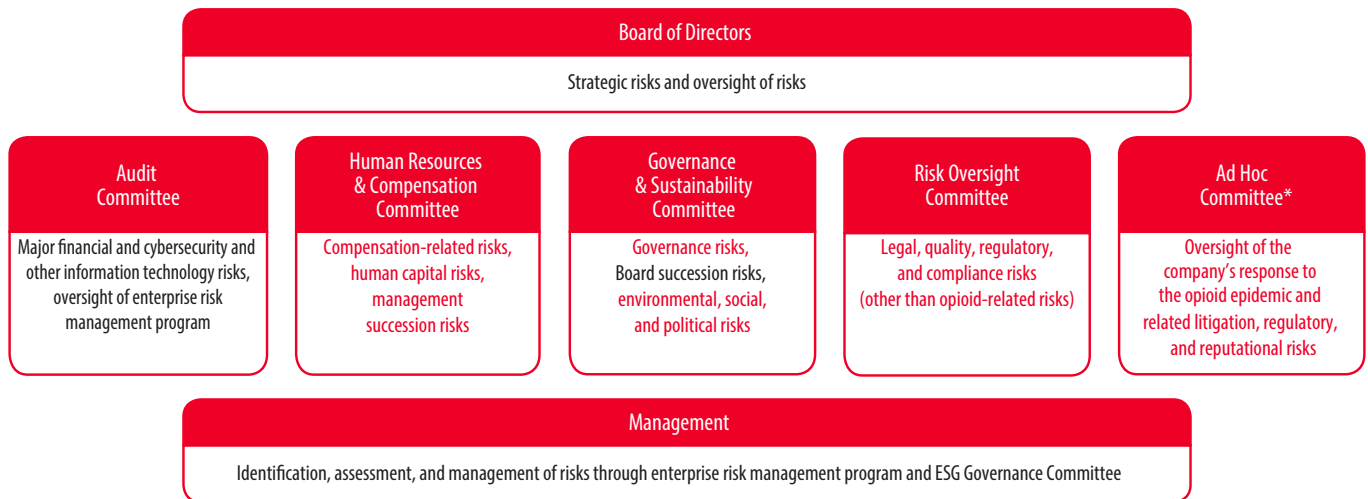 Board of Directors
Strategic risks and oversight of risks
Audit
Committee
Major financial and cybersecurity and
other information technology risks,
oversight of enterprise risk
management program
Human Resources
& Compensation
Committee
Compensation-related risks,
human capital risks,
management
succession risks
Governance
& Sustainability
Committee
Governance risks,
Board succession risks,
environmental, social,
and political risks
Risk Oversight
Committee
Legal, quality, regulatory,
and compliance risks
(other than opioid-related risks)
Ad Hoc
Committee*
Oversight of the
company's response to
the opioid epidemic and
related litigation, regulatory,
and reputational risks
Management
Identification, assessment, and management of risks through enterprise risk management program and ESG Governance Committee